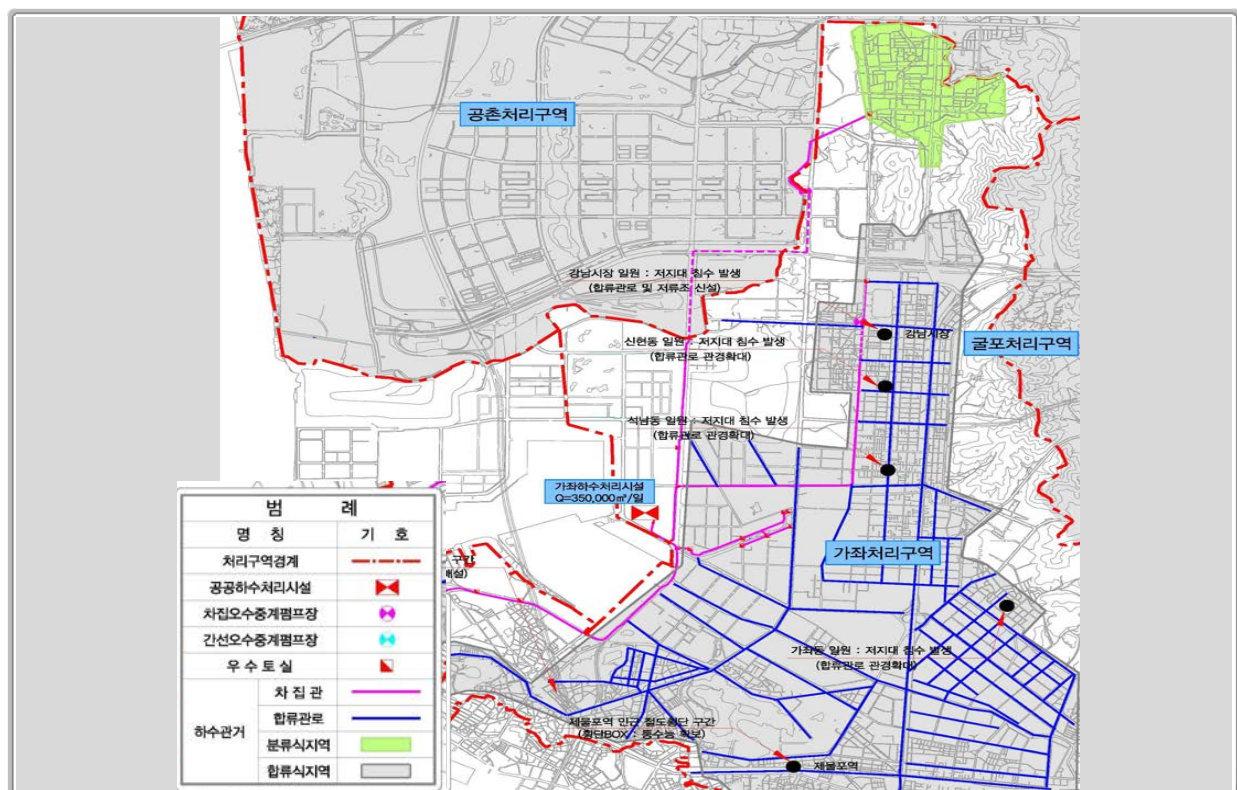 공촌처리구역
강남시장 일원 : 저지대 침수 발생
(합류관로 및 저류조 신설)
강남시장
신현동 일원 : 저지대 침수 발생
(합류관로 관경확대)
굴포처리구역
석남동 일원 : 저지대 침수 발생
(합류관로 관경확대)
가좌하수처리시설
Q=350,000㎥/일
가좌처리구역
범 례
명 칭 기 호
처리구역경계
공공하수처리시설
차집오수중계펌프장
간선오수중계펌프장
우 수 토 실
하수관거
차 집 관
합류관로
분류식지역
합류식지역
구간
가좌동 일원 : 저지대 침수 발생
(합류관로 관경확대)
제물포역 인근 철도횡단 구간
(횡단BOX : 통수능 확보)
제물포역